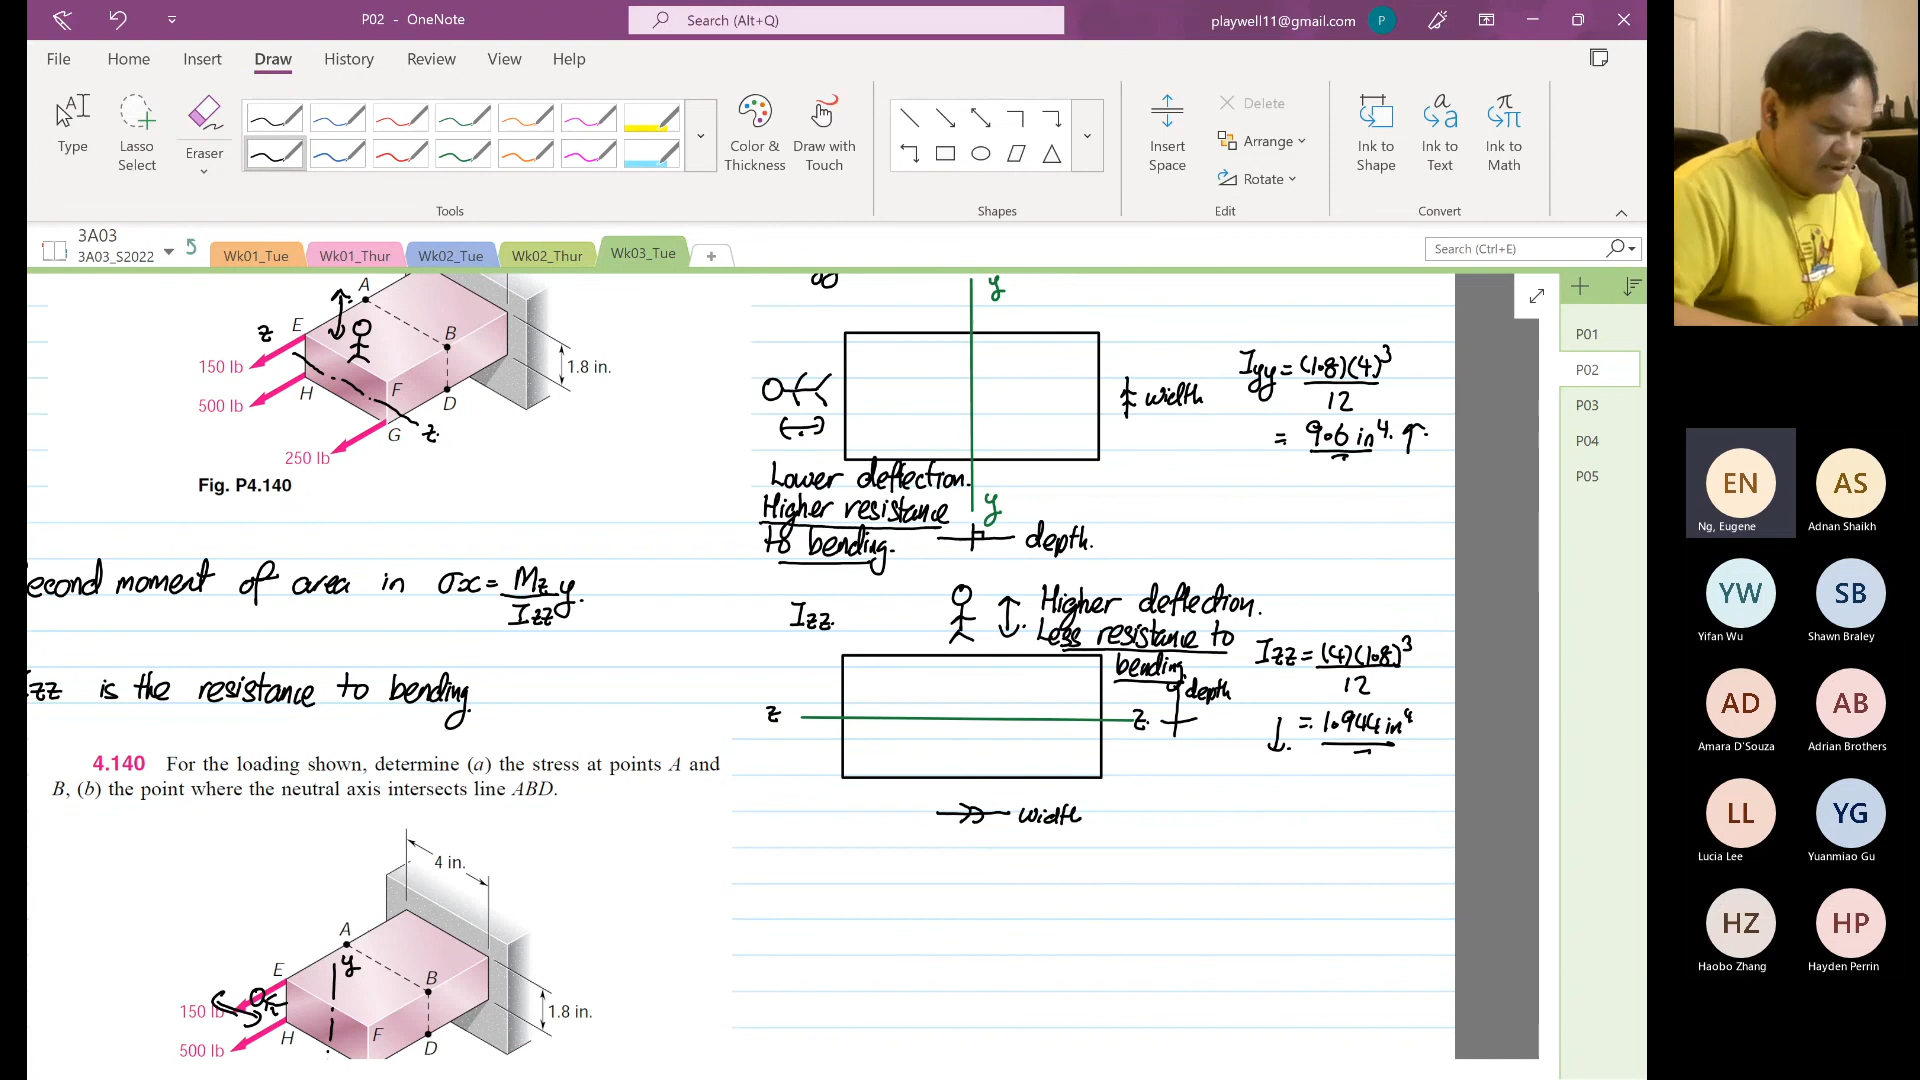 P02 - OneNote
Search (Alt+Q)
playwell11@gmail.com
P
File Home Insert Draw History Review View Help
Type
Lasso Select
Eraser
Color & Thickness
Draw with Touch
Insert Space
Delete
Arrange
Rotate
Ink to Shape
Ink to Text
Ink to Math
Tools
Shapes
Edit
Convert
3A03
3A03_S2022
Wk01_Tue
Wk01_Thur
Wk02_Tue
Wk02_Thur
Wk03_Tue
Search (Ctrl+E)
P01
P02
P03
P04
P05
A
z
E
B
1.8 in.
150 lb
F
H
D
500 lb
G
z.
250 lb
Fig. P4.140
econd moment of area in σx = Mz y.
Izz
zz is the resistance to bending.
4.140 For the loading shown, determine (a) the stress at points A and
B, (b) the point where the neutral axis intersects line ABD.
4 in.
A
y
E
B
150 lb
1.8 in.
H
F
D
500 lb
y
width
Iyy = (1.8)(4)³
12
= 9.6 in⁴. ↑
Lower deflection.
Higher resistance
to bending.
y
depth.
Izz.
Higher deflection.
Less resistance to
bending
depth
z
z.
width
Izz = (4)(1.8)³
12
↓ = 1.944 in⁴
EN
Ng, Eugene
AS
Adnan Shaikh
YW
Yifan Wu
SB
Shawn Braley
AD
Amara D'Souza
AB
Adrian Brothers
LL
Lucia Lee
YG
Yuanmiao Gu
HZ
Haobo Zhang
HP
Hayden Perrin